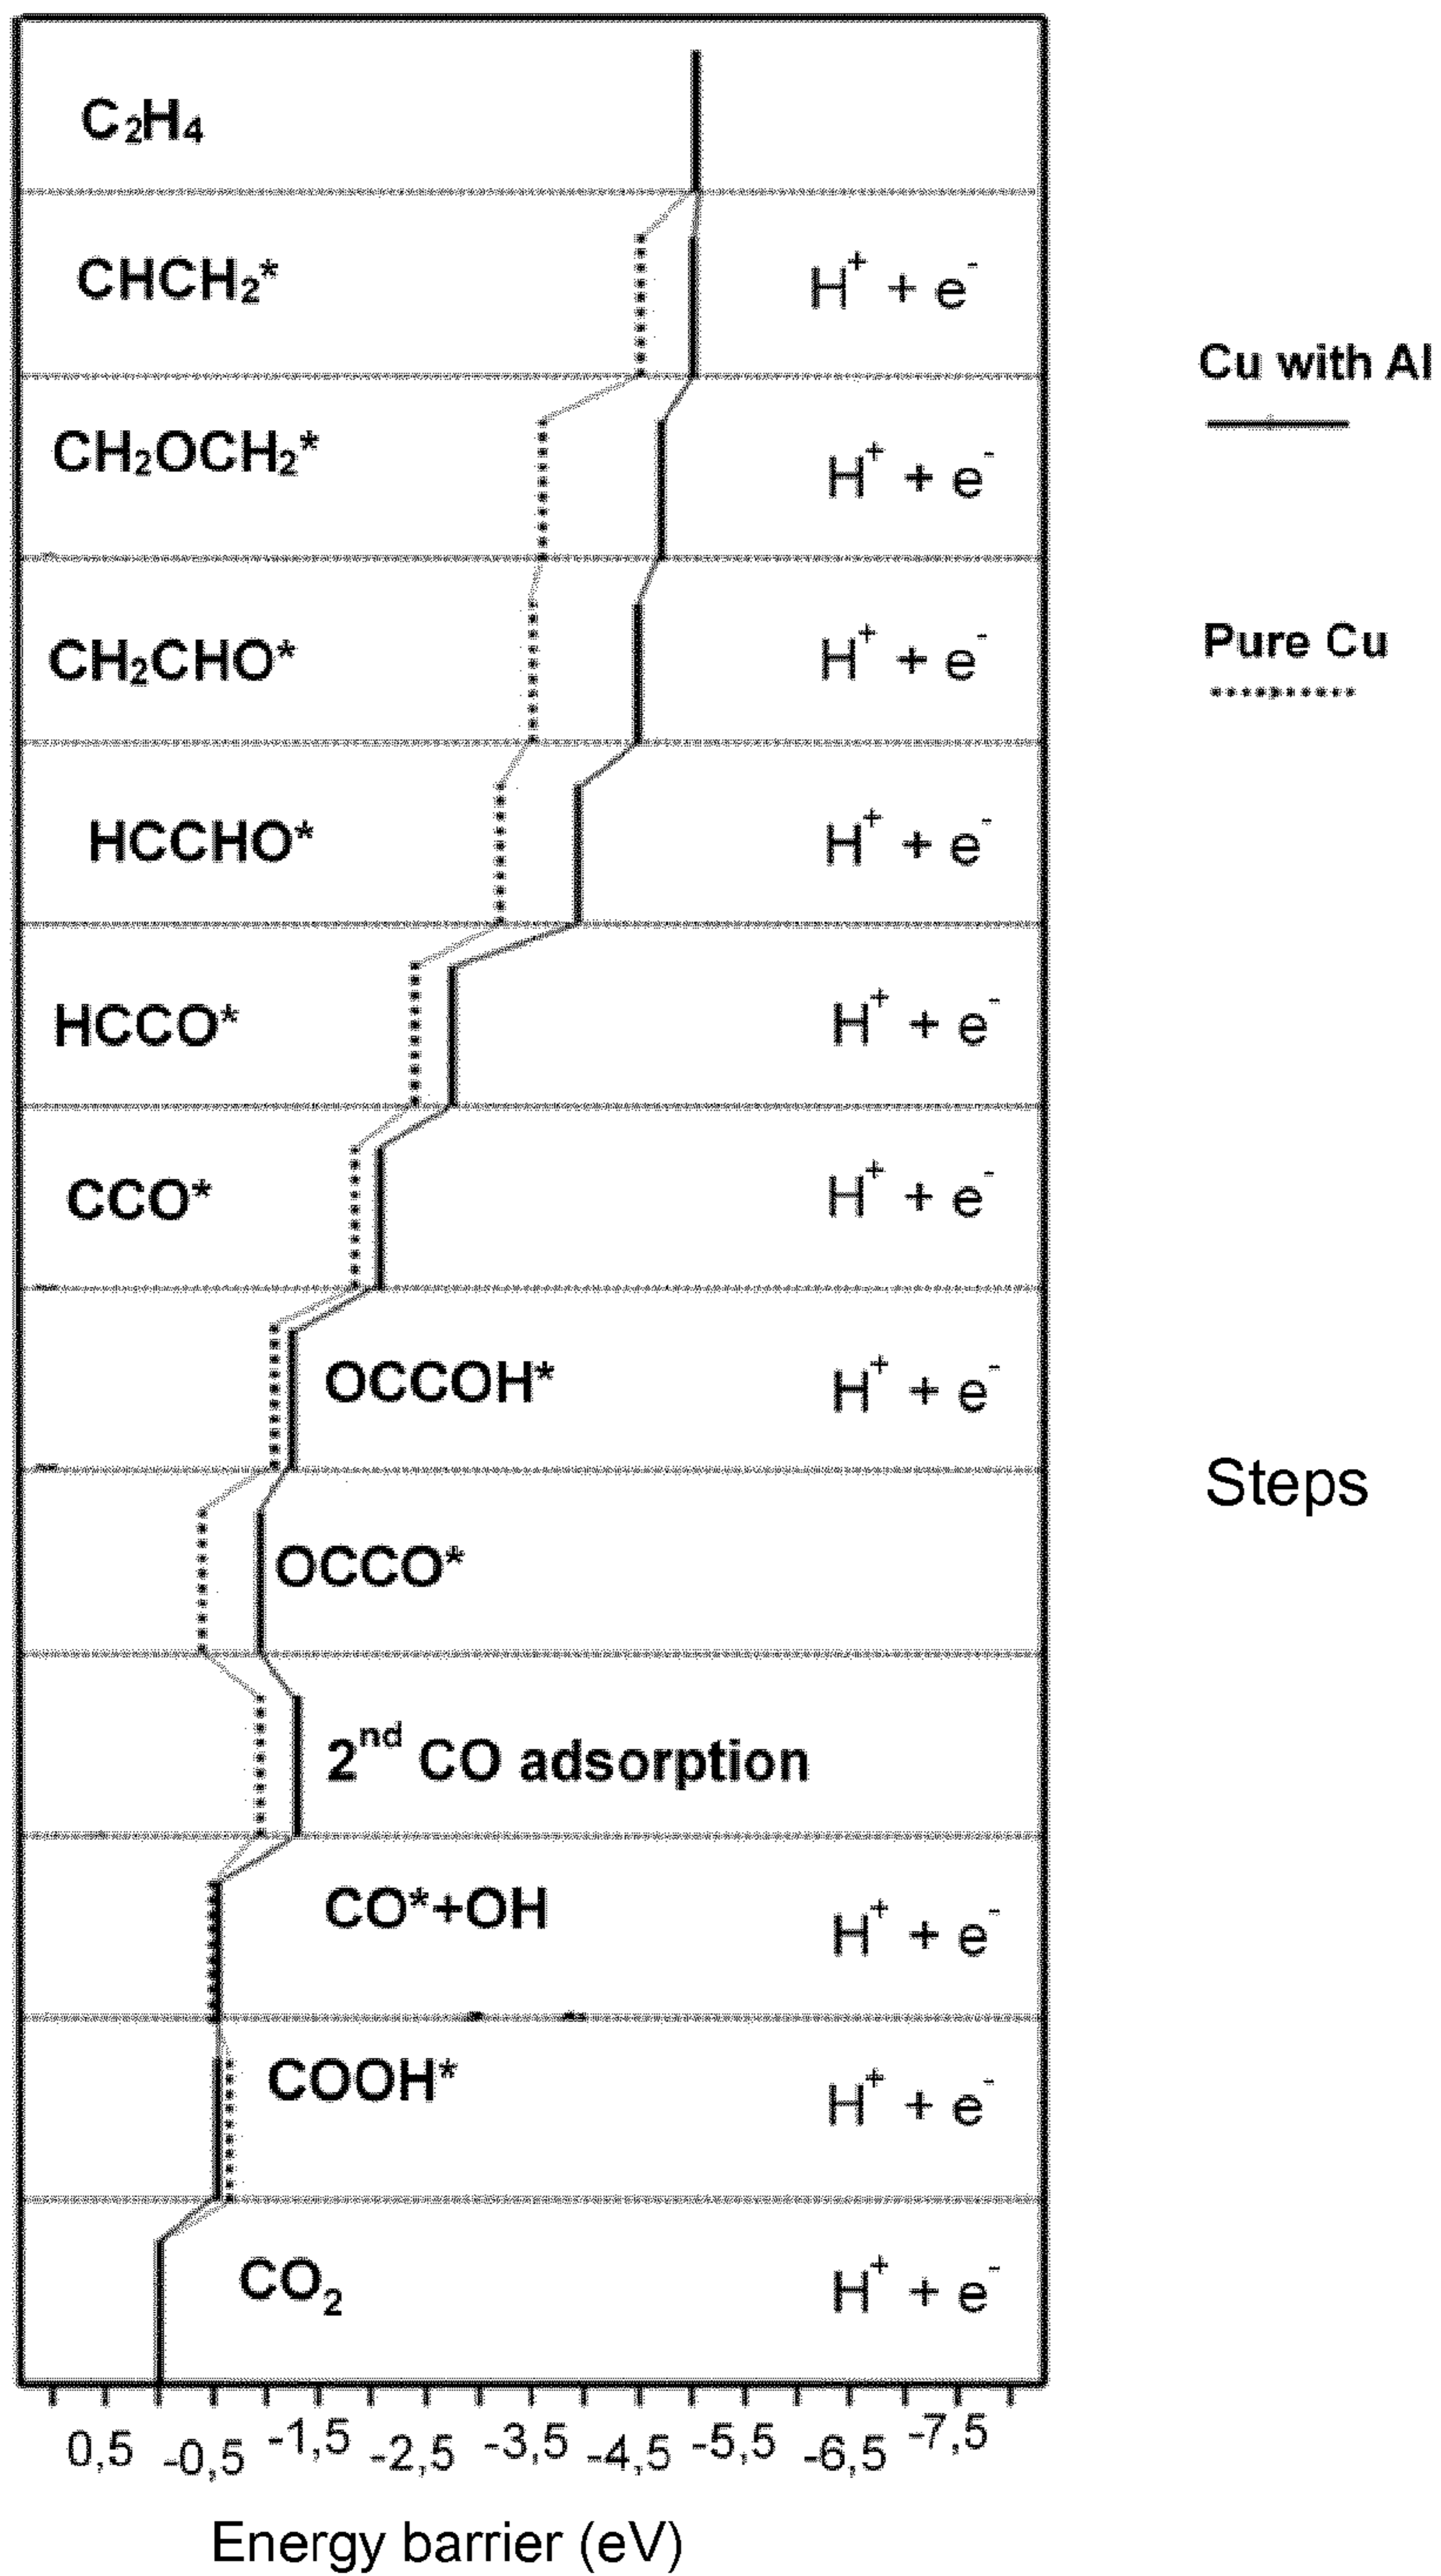 C₂H₄
CHCH₂* H⁺ + e⁻
Cu with Al
CH₂OCH₂* H⁺ + e⁻
CH₂CHO* H⁺ + e⁻
Pure Cu
HCCHO* H⁺ + e⁻
HCCO* H⁺ + e⁻
CCO* H⁺ + e⁻
OCCOH* H⁺ + e⁻
Steps
OCCO*
2ⁿᵈ CO adsorption
CO*+OH H⁺ + e⁻
COOH* H⁺ + e⁻
CO₂ H⁺ + e⁻
0,5 -0,5 -1,5 -2,5 -3,5 -4,5 -5,5 -6,5 -7,5
Energy barrier (eV)